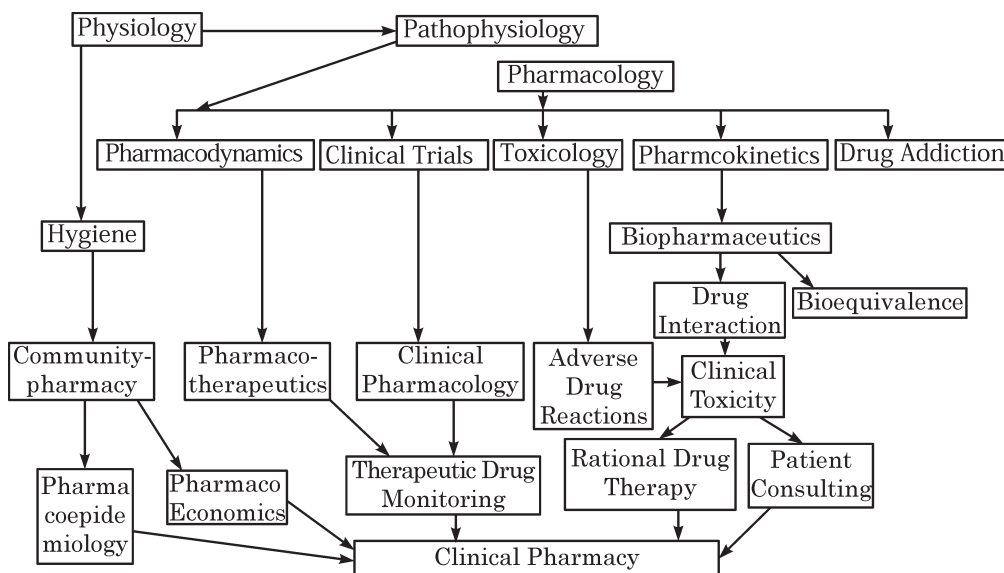 Physiology
Pathophysiology
Pharmacology
Pharmacodynamics
Clinical Trials
Toxicology
Pharmcokinetics
Drug Addiction
Hygiene
Biopharmaceutics
Drug
Interaction
Bioequivalence
Community-
pharmacy
Pharmaco-
therapeutics
Clinical
Pharmacology
Adverse
Drug
Reactions
Clinical
Toxicity
Pharma
coepide
miology
Pharmaco
Economics
Therapeutic Drug
Monitoring
Rational Drug
Therapy
Patient
Consulting
Clinical Pharmacy